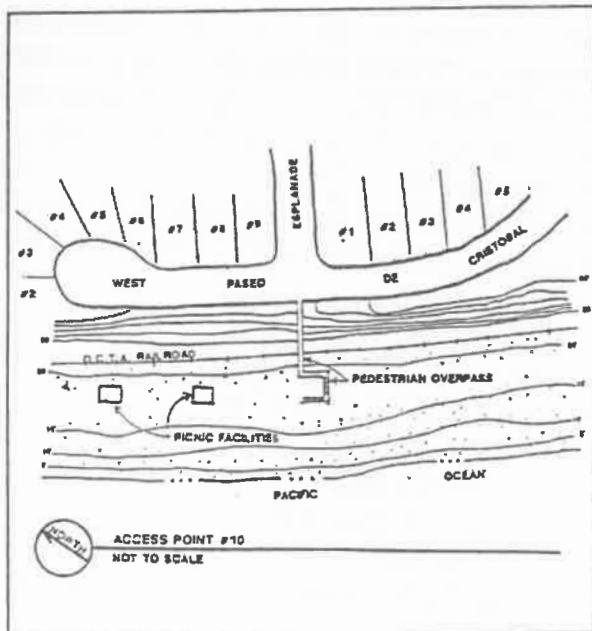 ESPLANADE
#4
#5
#6
#7
#8
#9
#1
#2
#3
#4
#5
#3
#2
WEST PASEO DE CRISTOBAL
O.C.T.A. RAILROAD
PEDESTRIAN OVERPASS
PICNIC FACILITIES
PACIFIC OCEAN
NORTH
ACCESS POINT #10
NOT TO SCALE